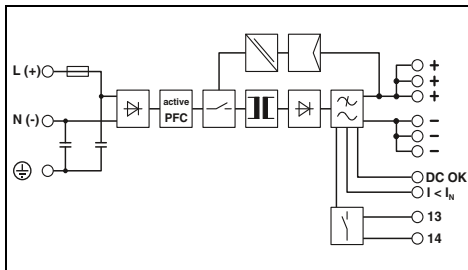 L (+)
+
+
active
PFC
+
N (-)
–
–
–
DC OK
I < IN
13
14